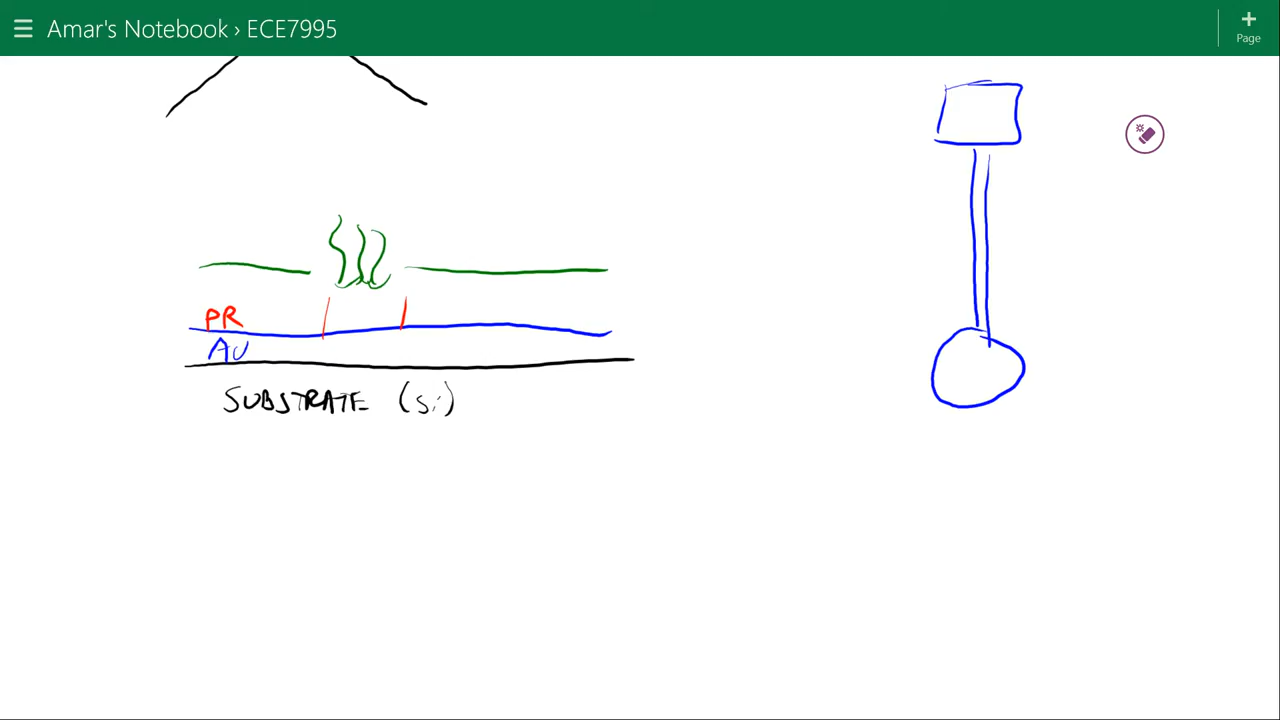 Amar's Notebook › ECE7995
+
Page
PR
AU
SUBSTRATE (Si)